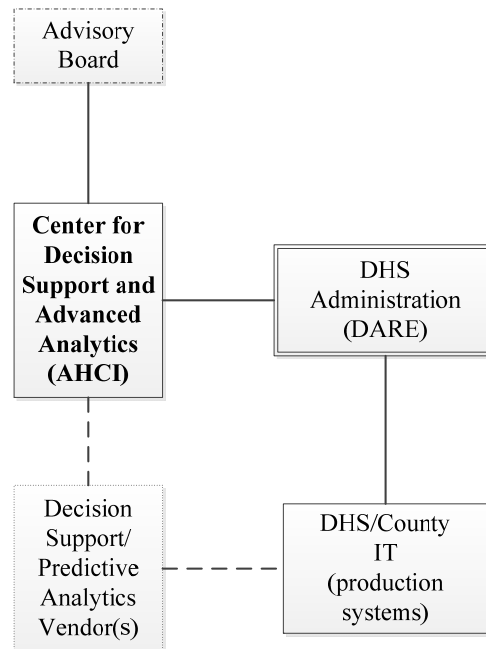 Advisory
Board
Center for
Decision
Support and
Advanced
Analytics
(AHCI)
DHS
Administration
(DARE)
Decision
Support/
Predictive
Analytics
Vendor(s)
DHS/County
IT
(production
systems)